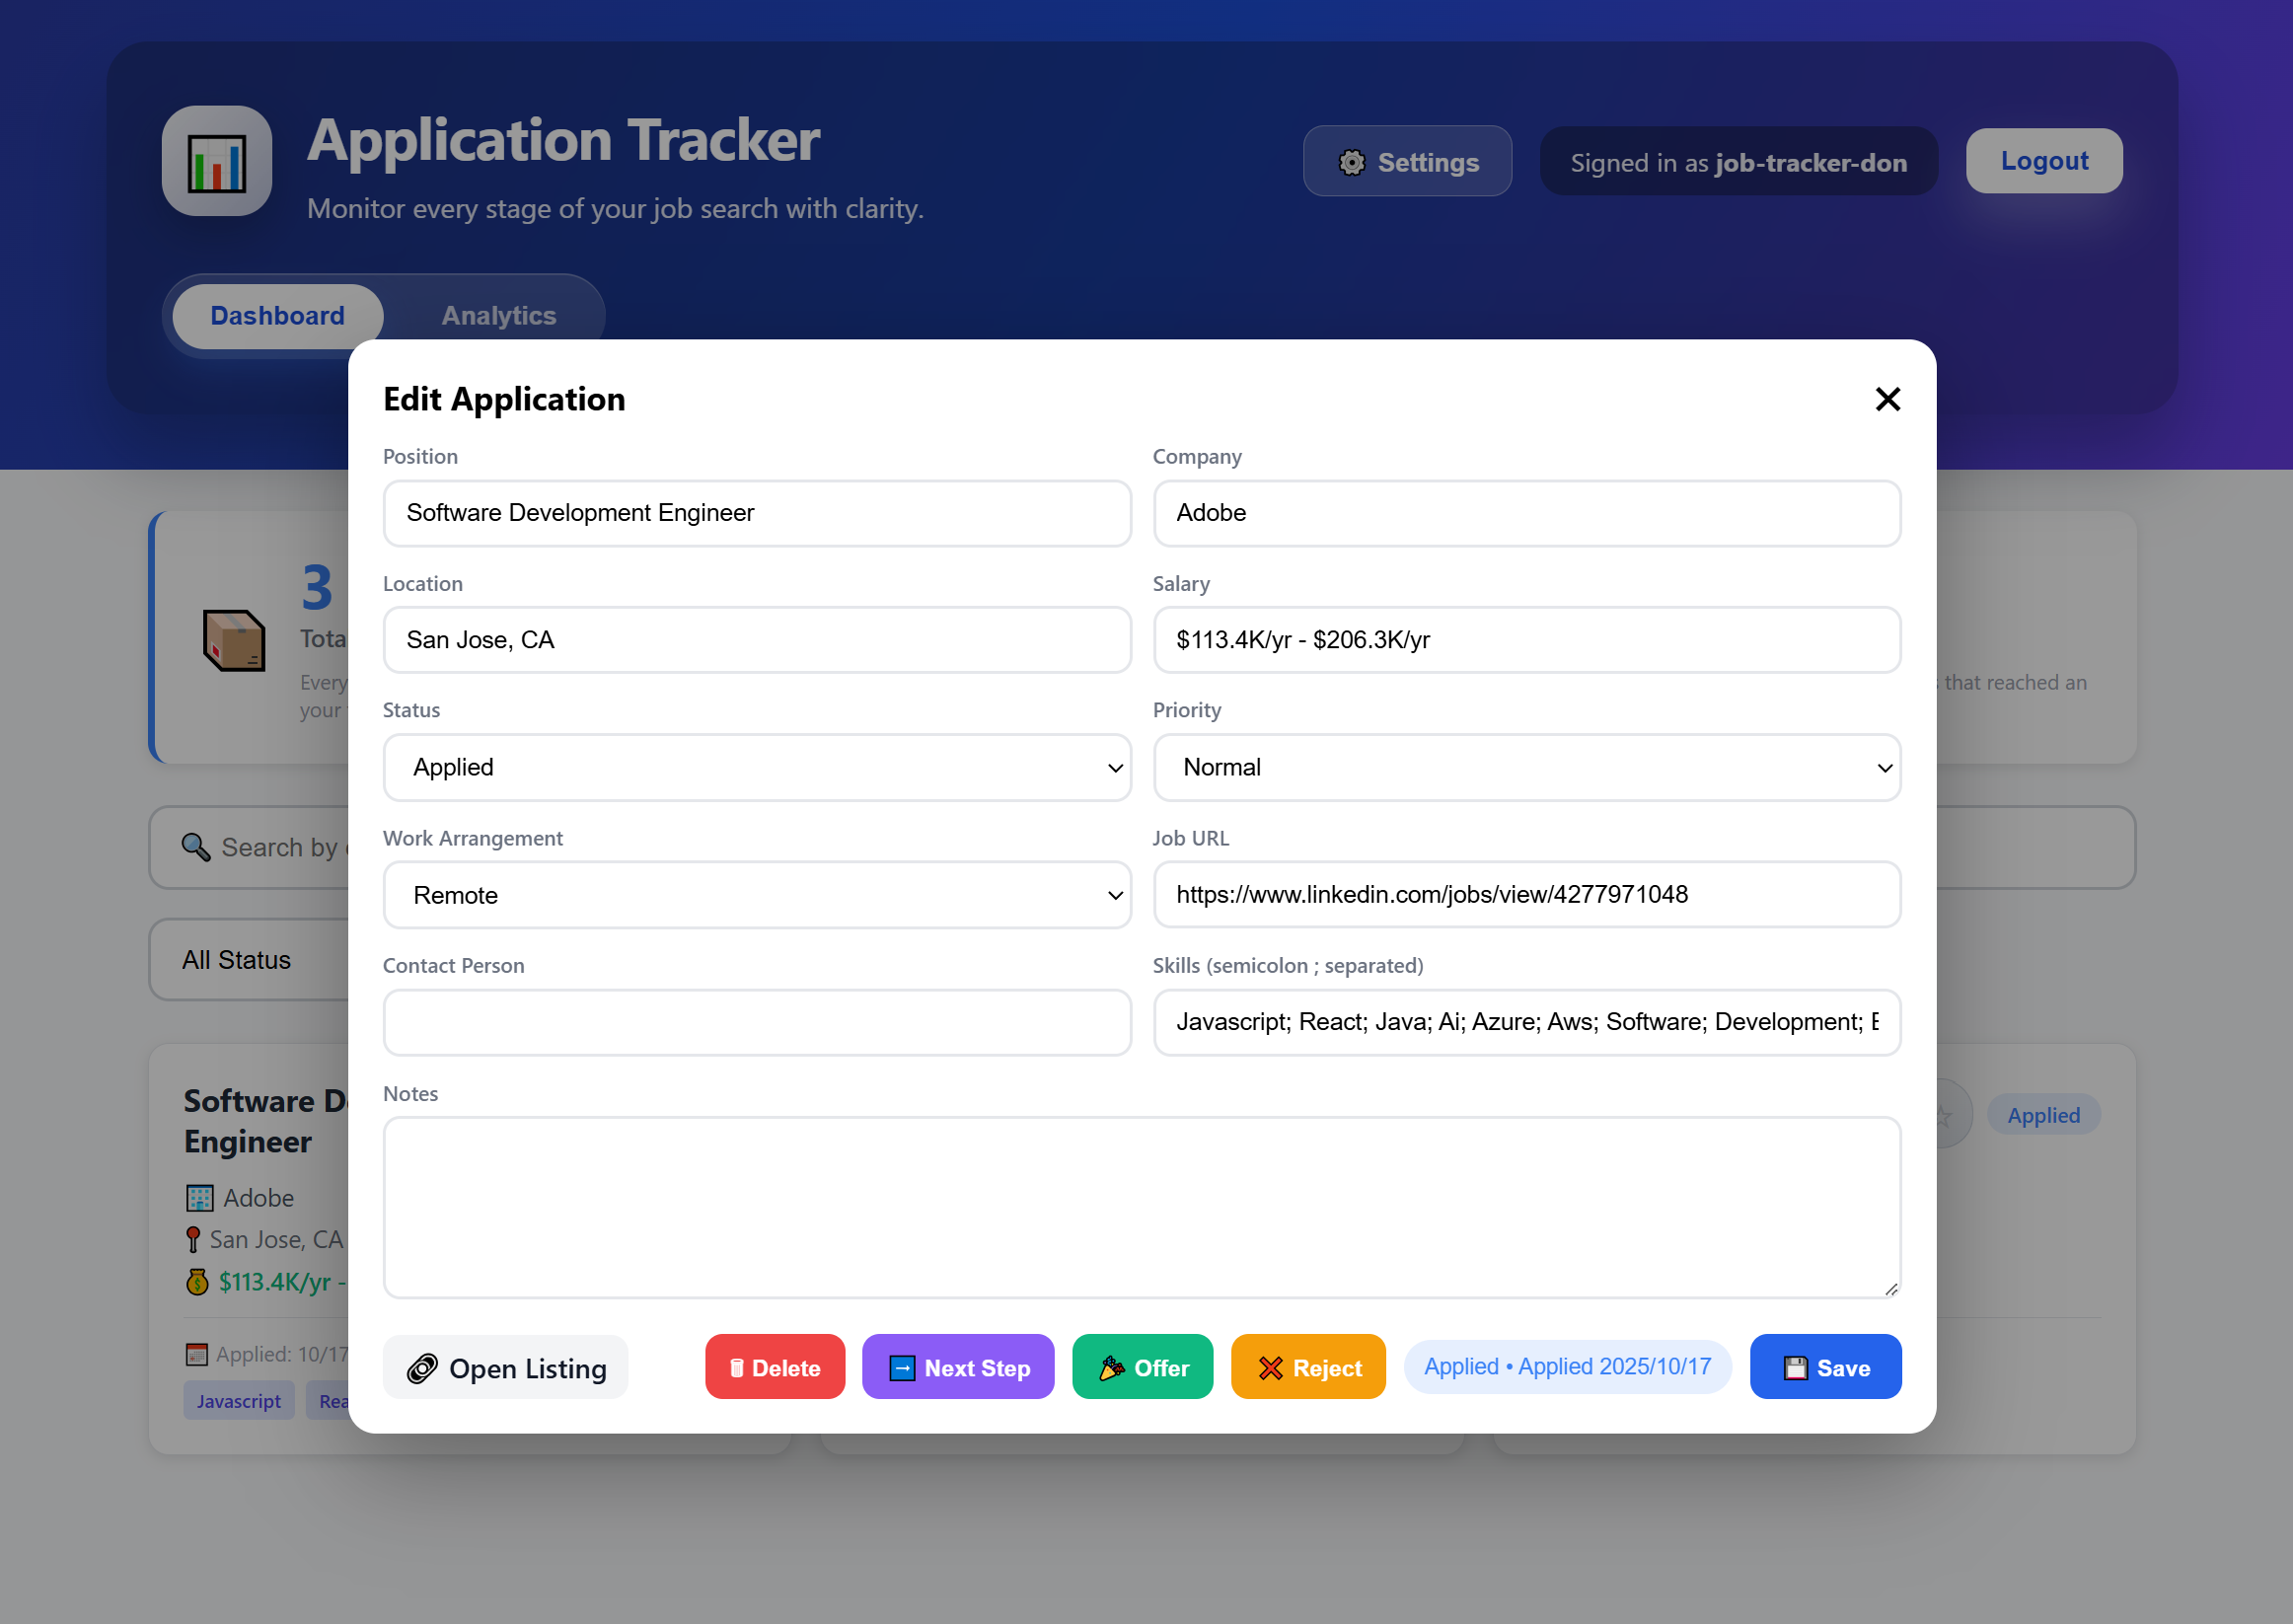 Application Tracker
Monitor every stage of your job search with clarity.
Settings
Signed in as job-tracker-don
Logout
Dashboard
Analytics
Edit Application
Position
Company
Software Development Engineer
Adobe
Location
Salary
San Jose, CA
$113.4K/yr - $206.3K/yr
Status
Priority
Applied
Normal
Work Arrangement
Job URL
Remote
https://www.linkedin.com/jobs/view/4277971048
Contact Person
Skills (semicolon ; separated)
Javascript; React; Java; Ai; Azure; Aws; Software; Development;
Notes
Open Listing
Delete
Next Step
Offer
Reject
Applied • Applied 2025/10/17
Save
3
Every
your
that reached an
Search by
All Status
Software
Engineer
Applied
Adobe
San Jose, CA
$113.4K/yr -
Applied: 10/17
Javascript